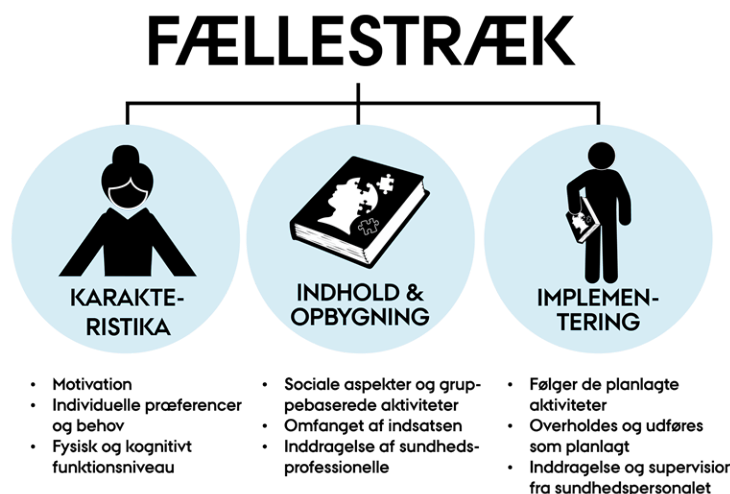 FÆLLESTRÆK
KARAKTE-
RISTIKA
INDHOLD &
OPBYGNING
IMPLEMEN-
TERING
• Motivation
• Individuelle præferencer
og behov
• Fysisk og kognitivt
funktionsniveau
• Sociale aspekter og grup-
pebaserede aktiviteter
• Omfanget af indsatsen
• Inddragelse af sundheds-
professionelle
• Følger de planlagte
aktiviteter
• Overholdes og udføres
som planlagt
• Inddragelse og supervision
fra sundhedspersonalet